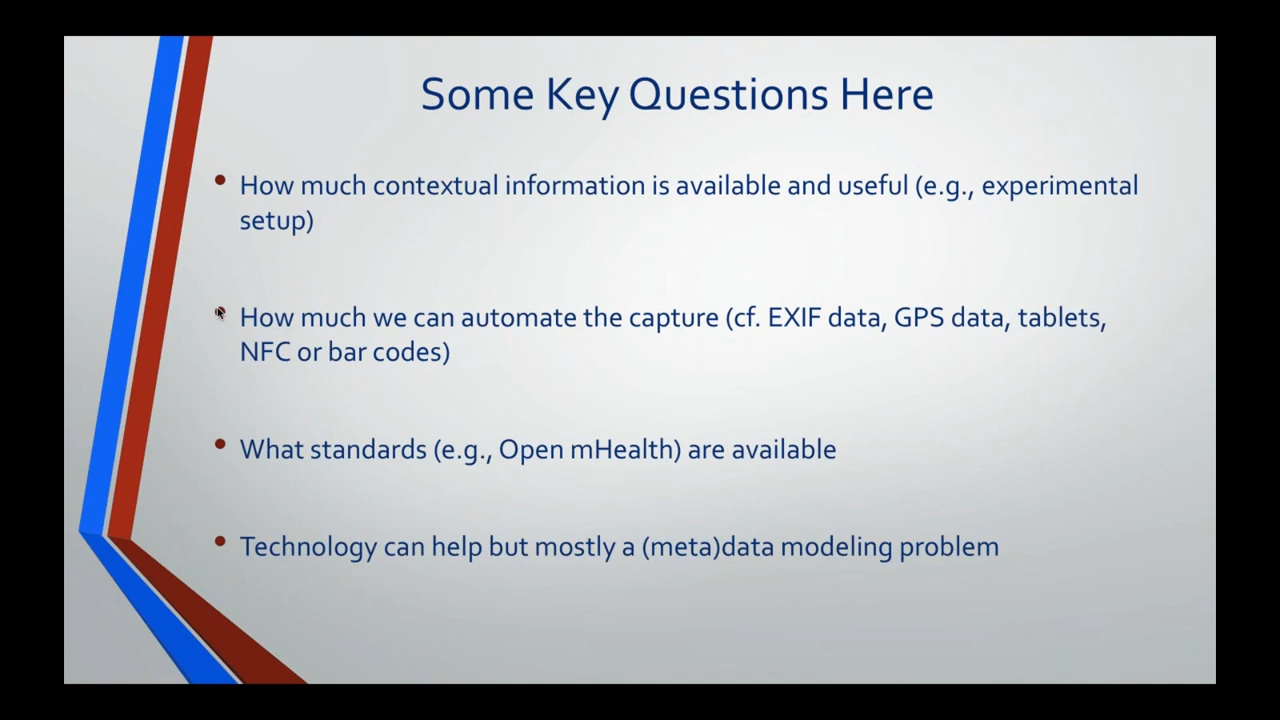 Some Key Questions Here
• How much contextual information is available and useful (e.g., experimental
setup)
• How much we can automate the capture (cf. EXIF data, GPS data, tablets,
NFC or bar codes)
• What standards (e.g., Open mHealth) are available
• Technology can help but mostly a (meta)data modeling problem